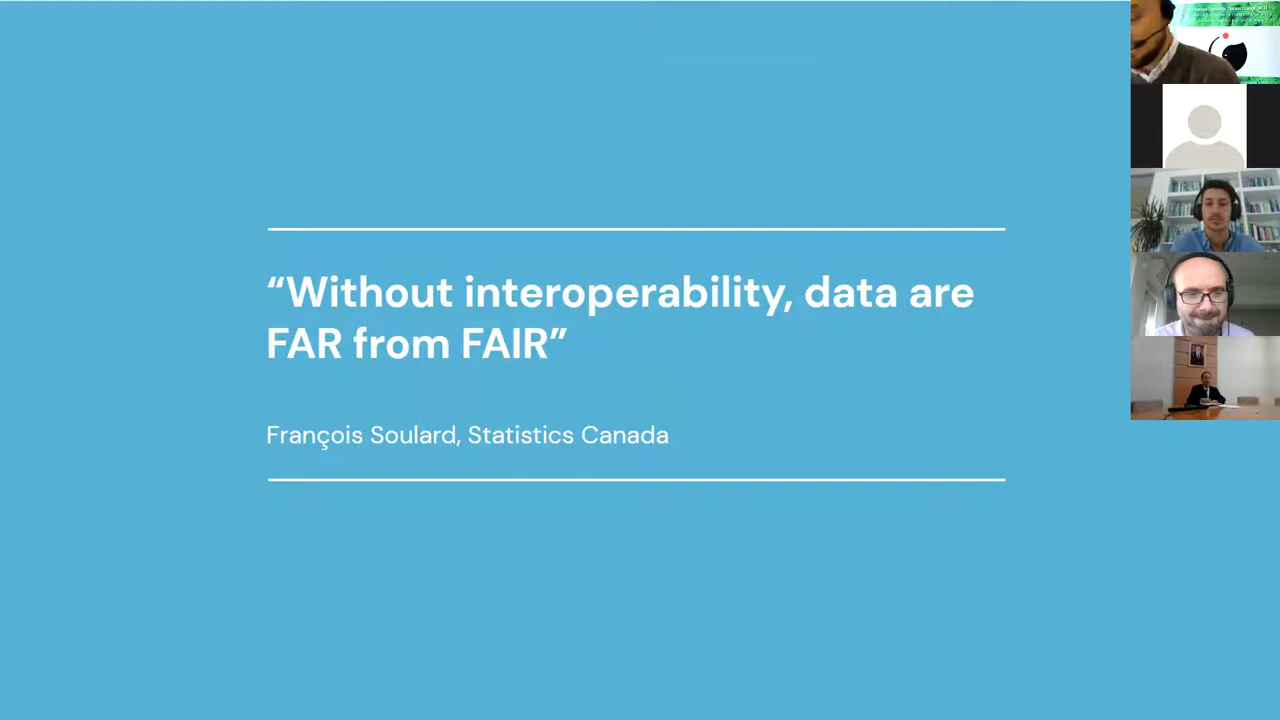 “Without interoperability, data are
FAR from FAIR”
François Soulard, Statistics Canada